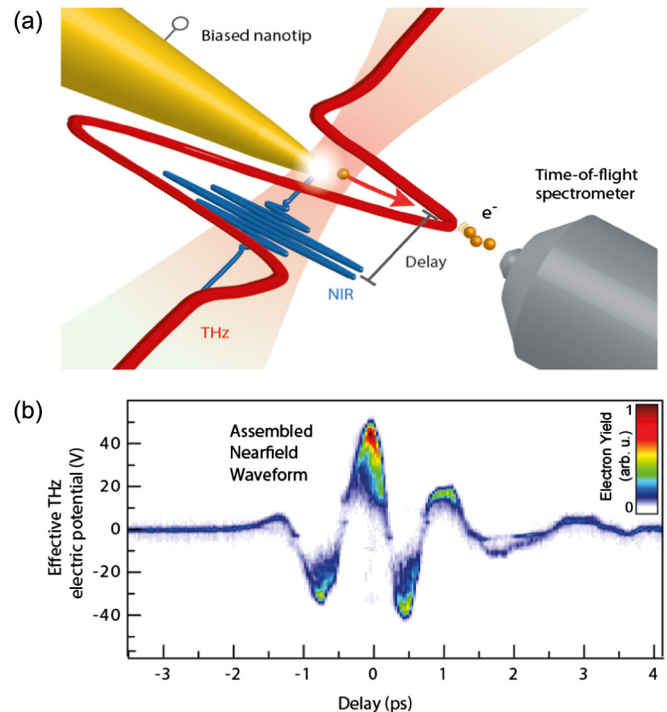 (a)
Biased nanotip
Time-of-flight
spectrometer
e-
Delay
NIR
THz
(b)
Assembled
Nearfield
Waveform
Electron Yield
(arb. u.)
1
0
Effective THz
electric potential (V)
40
20
0
-20
-40
-3 -2 -1 0 1 2 3 4
Delay (ps)